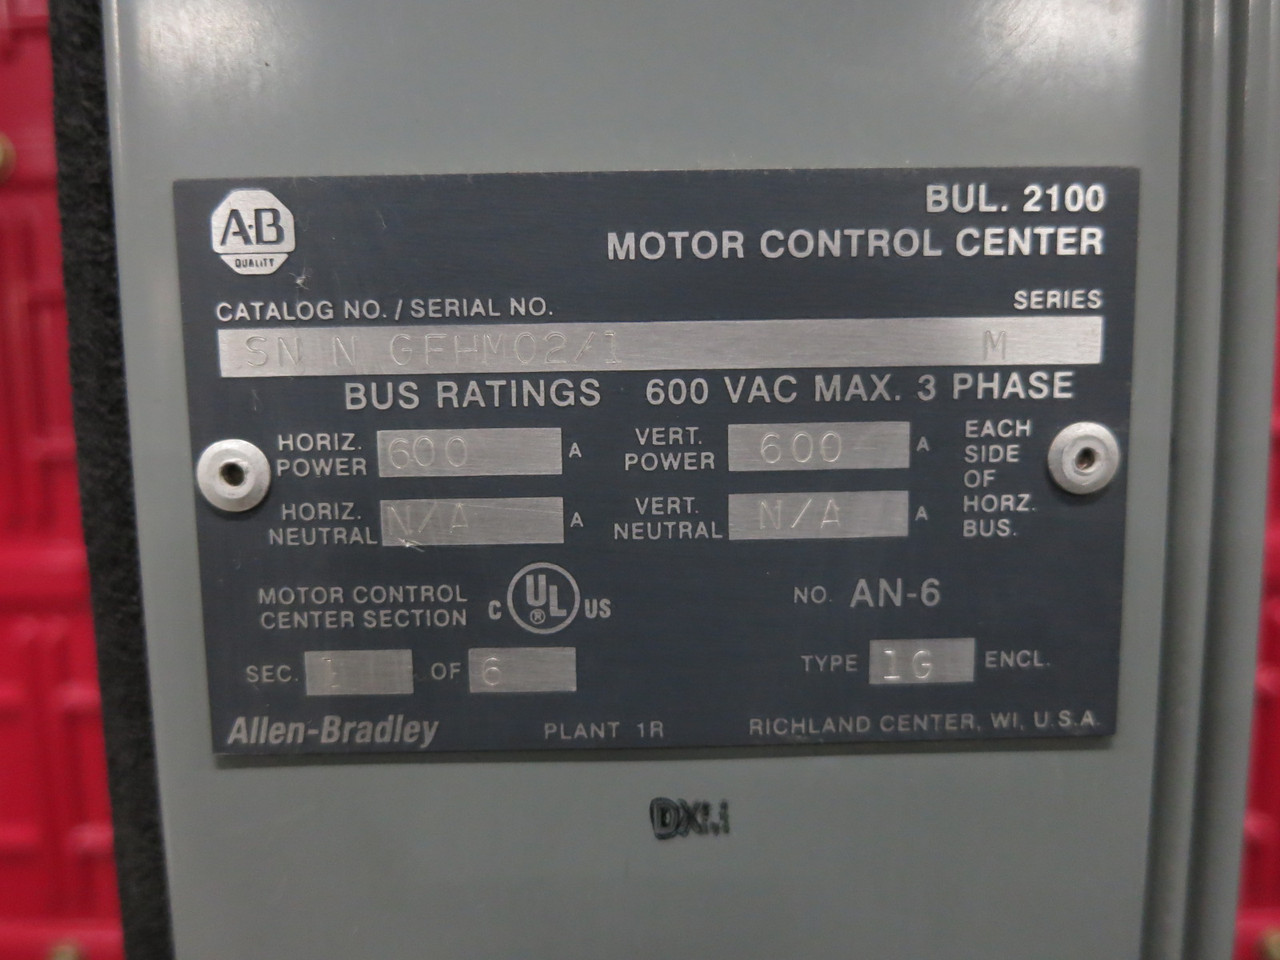 A·B
QUALITY
BUL. 2100
MOTOR CONTROL CENTER
CATALOG NO. / SERIAL NO. SERIES
SN N GFHM02/1 M
BUS RATINGS 600 VAC MAX. 3 PHASE
HORIZ. POWER 600 A VERT. POWER 600 A EACH SIDE OF HORZ. BUS.
HORIZ. NEUTRAL N/A A VERT. NEUTRAL N/A A
MOTOR CONTROL CENTER SECTION C UL ® US NO. AN-6
SEC. 1 OF 6 TYPE 1G ENCL.
Allen-Bradley PLANT 1R RICHLAND CENTER, WI, U.S.A.